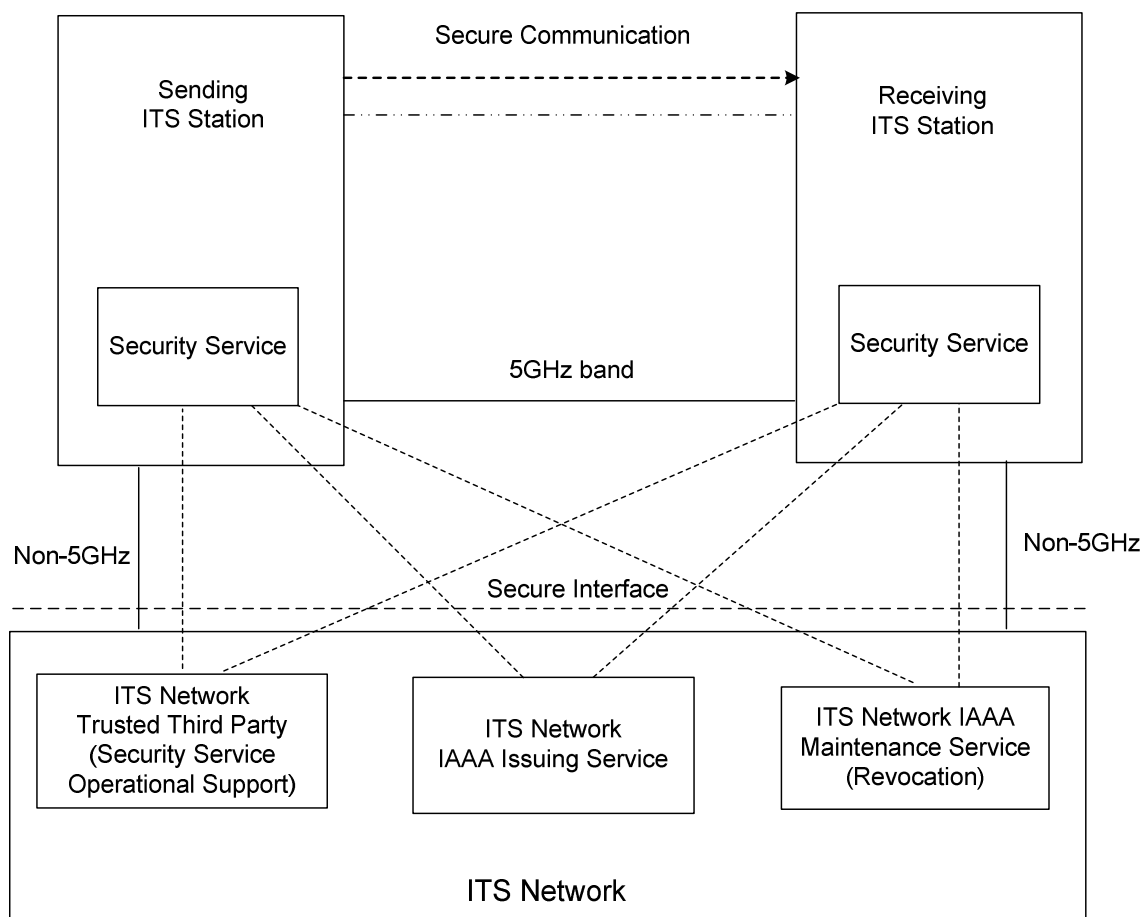 Secure Communication
Sending
ITS Station
Receiving
ITS Station
Security Service
Security Service
5GHz band
Non-5GHz
Non-5GHz
Secure Interface
ITS Network
Trusted Third Party
(Security Service
Operational Support)
ITS Network
IAAA Issuing Service
ITS Network IAAA
Maintenance Service
(Revocation)
ITS Network